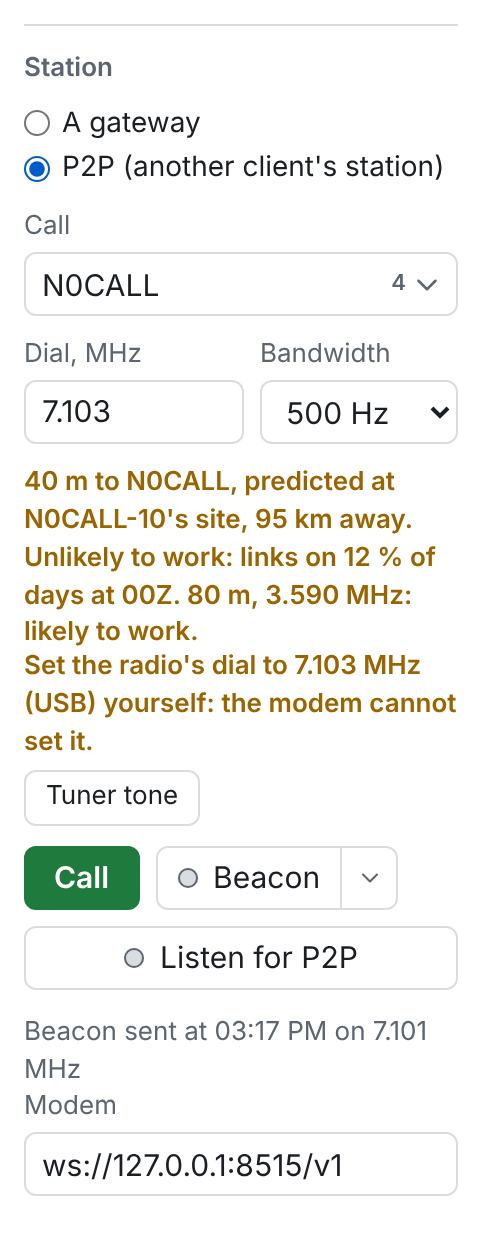 Station
A gateway
P2P (another client's station)
Call
N0CALL 4
Dial, MHz Bandwidth
7.103 500 Hz
40 m to N0CALL, predicted at
N0CALL-10's site, 95 km away.
Unlikely to work: links on 12 % of
days at 00Z. 80 m, 3.590 MHz:
likely to work.
Set the radio's dial to 7.103 MHz
(USB) yourself: the modem cannot
set it.
Tuner tone
Call Beacon
Listen for P2P
Beacon sent at 03:17 PM on 7.101
MHz
Modem
ws://127.0.0.1:8515/v1